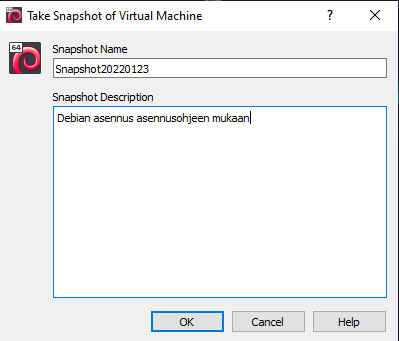 Take Snapshot of Virtual Machine
64
Snapshot Name
Snapshot20220123
Snapshot Description
Debian asennus asennusohjeen mukaan
OK
Cancel
Help